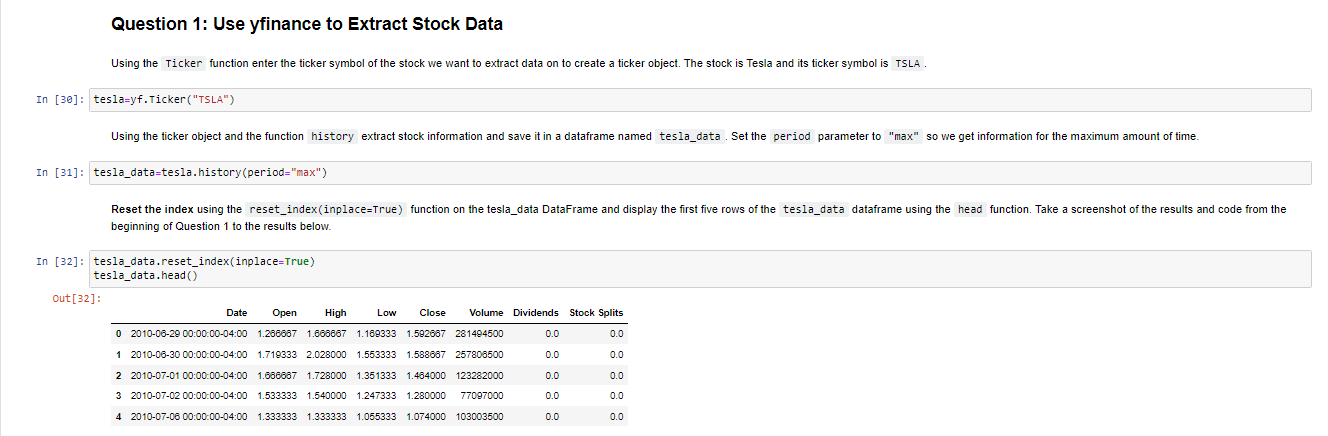 Question 1: Use yfinance to Extract Stock Data
Using the Ticker function enter the ticker symbol of the stock we want to extract data on to create a ticker object. The stock is Tesla and its ticker symbol is TSLA .
In [30]: tesla=yf.Ticker("TSLA")
Using the ticker object and the function history extract stock information and save it in a dataframe named tesla_data . Set the period parameter to "max" so we get information for the maximum amount of time.
In [31]: tesla_data=tesla.history(period="max")
Reset the index using the reset_index(inplace=True) function on the tesla_data DataFrame and display the first five rows of the tesla_data dataframe using the head function. Take a screenshot of the results and code from the
beginning of Question 1 to the results below.
In [32]: tesla_data.reset_index(inplace=True)
tesla_data.head()
Out[32]:
Date Open High Low Close Volume Dividends Stock Splits
0 2010-06-29 00:00:00-04:00 1.266667 1.666667 1.169333 1.592667 281494500 0.0 0.0
1 2010-06-30 00:00:00-04:00 1.719333 2.028000 1.553333 1.588667 257806500 0.0 0.0
2 2010-07-01 00:00:00-04:00 1.666667 1.728000 1.351333 1.464000 123282000 0.0 0.0
3 2010-07-02 00:00:00-04:00 1.533333 1.540000 1.247333 1.280000 77097000 0.0 0.0
4 2010-07-06 00:00:00-04:00 1.333333 1.333333 1.055333 1.074000 103003500 0.0 0.0